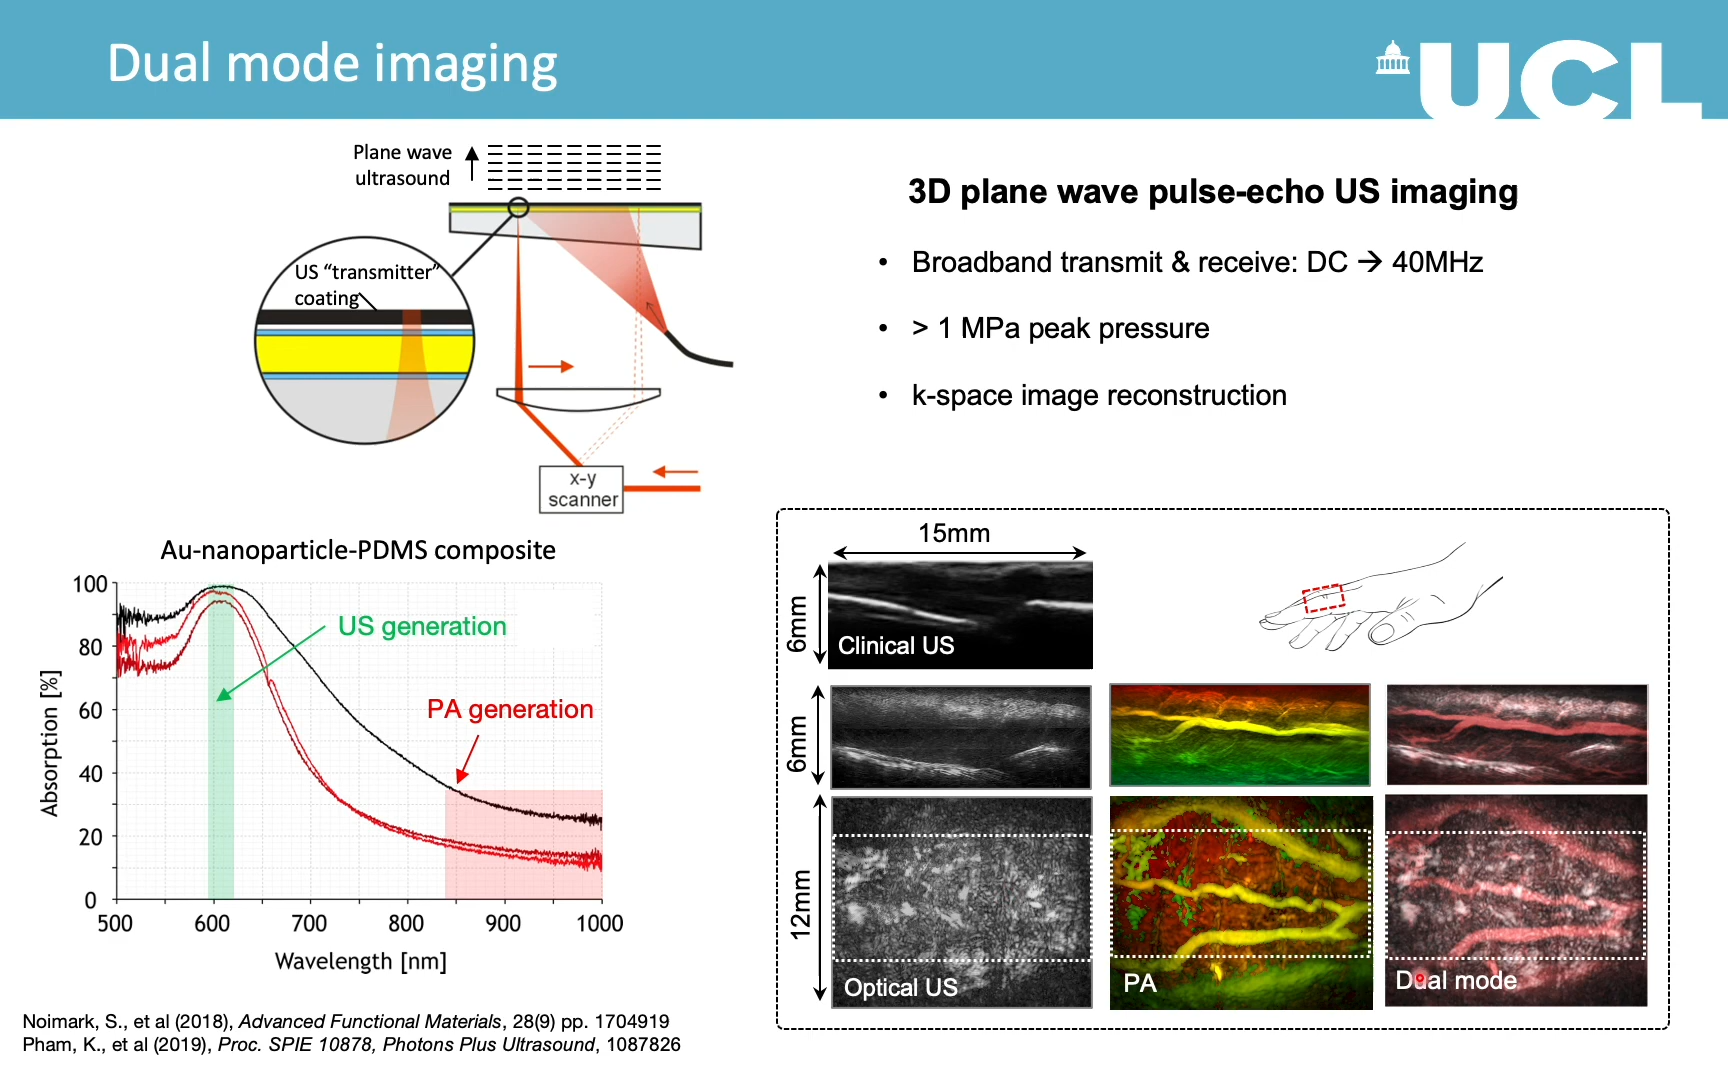 Dual mode imaging
UCL
Plane wave
ultrasound
US “transmitter”
coating
x-y
scanner
3D plane wave pulse-echo US imaging
• Broadband transmit & receive: DC → 40MHz
• > 1 MPa peak pressure
• k-space image reconstruction
Au-nanoparticle-PDMS composite
100
80
60
40
20
0
Absorption [%]
US generation
PA generation
500 600 700 800 900 1000
Wavelength [nm]
15mm
6mm
Clinical US
6mm
12mm
Optical US
PA
Dual mode
Noimark, S., et al (2018), Advanced Functional Materials, 28(9) pp. 1704919
Pham, K., et al (2019), Proc. SPIE 10878, Photons Plus Ultrasound, 1087826